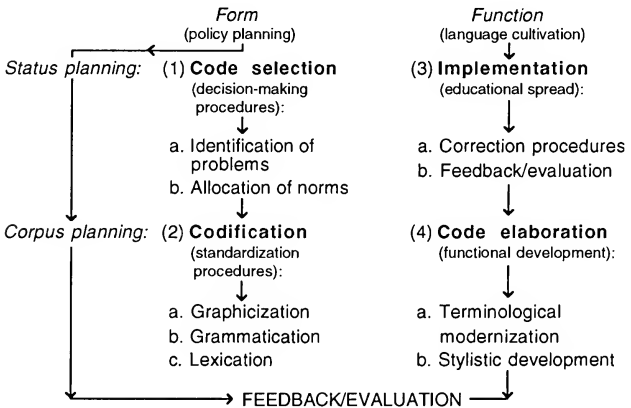 Form
(policy planning)
Function
(language cultivation)
Status planning:
(1) Code selection
(decision-making
procedures):
a. Identification of
problems
b. Allocation of norms
(3) Implementation
(educational spread):
a. Correction procedures
b. Feedback/evaluation
Corpus planning:
(2) Codification
(standardization
procedures):
a. Graphicization
b. Grammatication
c. Lexication
(4) Code elaboration
(functional development):
a. Terminological
modernization
b. Stylistic development
FEEDBACK/EVALUATION